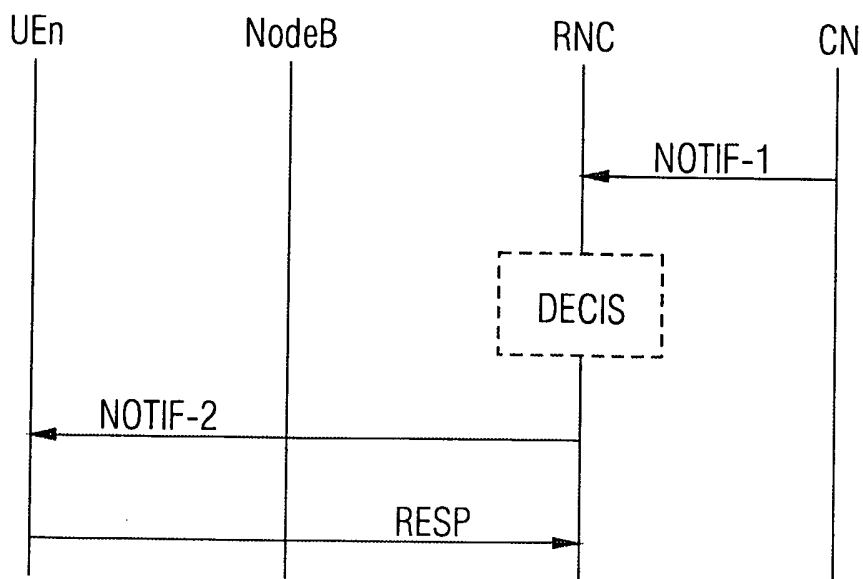 UEn NodeB RNC CN
NOTIF-1
DECIS
NOTIF-2
RESP